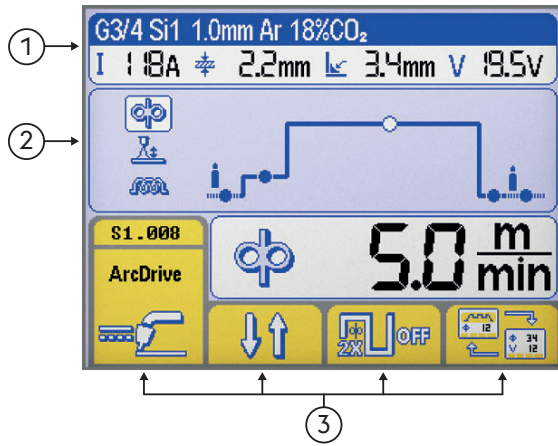 G3/4 Si1 1.0mm Ar 18%CO₂
1
I 118A 2.2mm 3.4mm V 19.5V
2
S1.008
5.0 m/min
ArcDrive
2X OFF
12
34
V 12
3